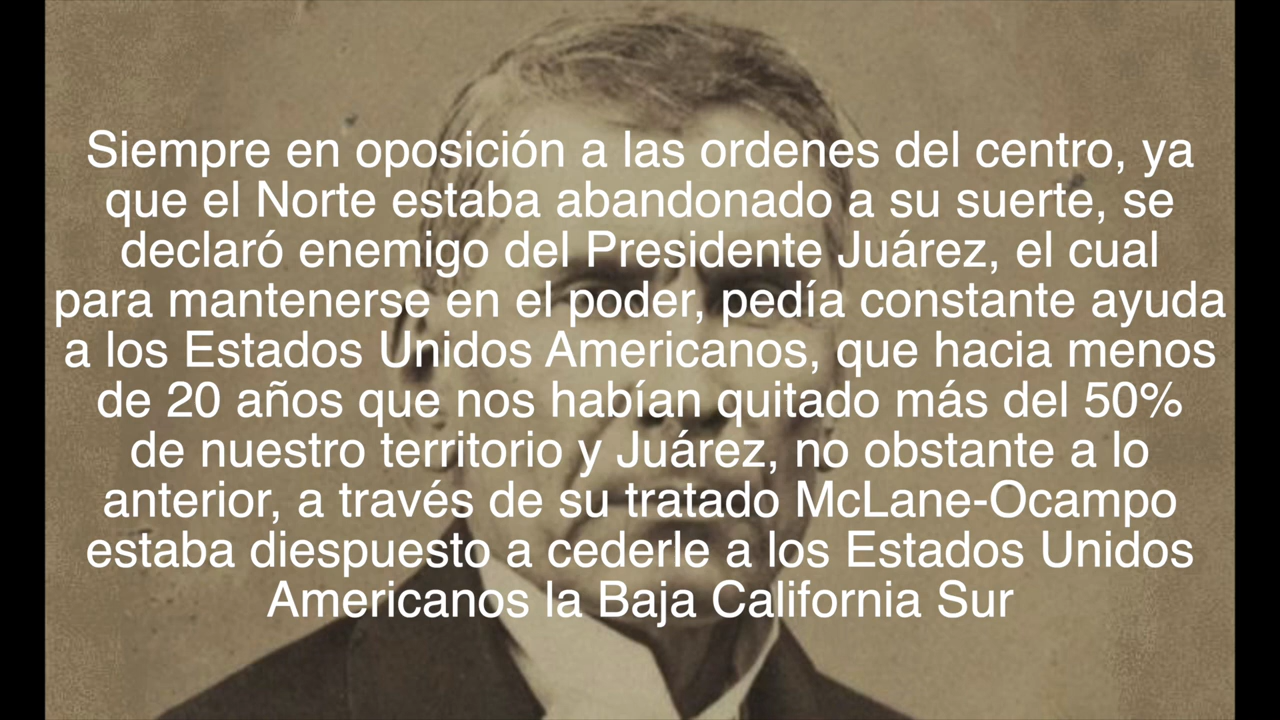 Siempre en oposición a las ordenes del centro, ya
que el Norte estaba abandonado a su suerte, se
declaró enemigo del Presidente Juárez, el cual
para mantenerse en el poder, pedía constante ayuda
a los Estados Unidos Americanos, que hacia menos
de 20 años que nos habían quitado más del 50%
de nuestro territorio y Juárez, no obstante a lo
anterior, a través de su tratado McLane-Ocampo
estaba diespuesto a cederle a los Estados Unidos
Americanos la Baja California Sur